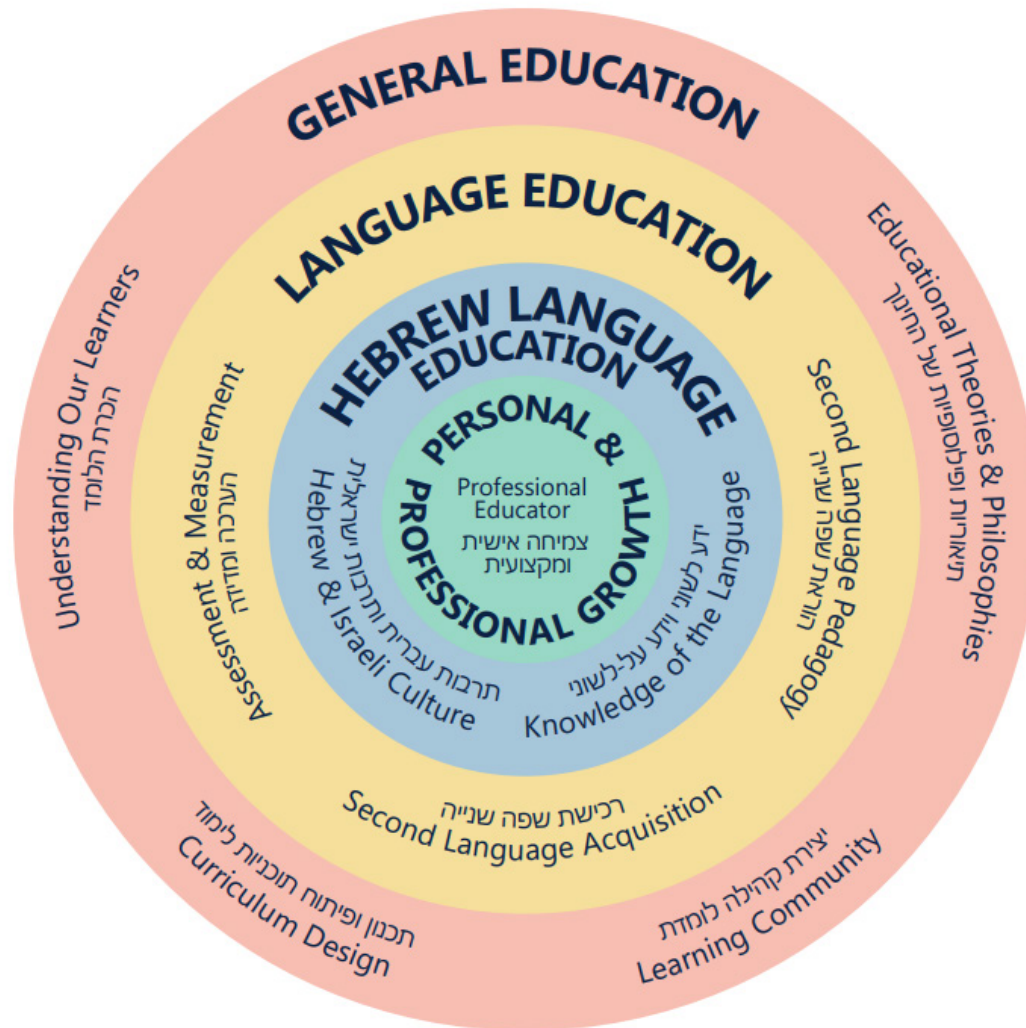 GENERAL EDUCATION
Understanding Our Learners
הכרת הלומד
Educational Theories & Philosophies
תיאוריות ופילוסופיות של החינוך
תכנון ופיתוח תוכניות לימוד
Curriculum Design
יצירת קהילה לומדת
Learning Community
LANGUAGE EDUCATION
Assessment & Measurement
הערכה ומדידה
Second Language Pedagogy
הוראת שפה שנייה
רכישת שפה שנייה
Second Language Acquisition
HEBREW LANGUAGE
EDUCATION
תרבות עברית ותרבות ישראלית
Hebrew & Israeli Culture
ידע לשוני וידע על-לשוני
Knowledge of the Language
PERSONAL &
PROFESSIONAL GROWTH
Professional
Educator
צמיחה אישית
ומקצועית